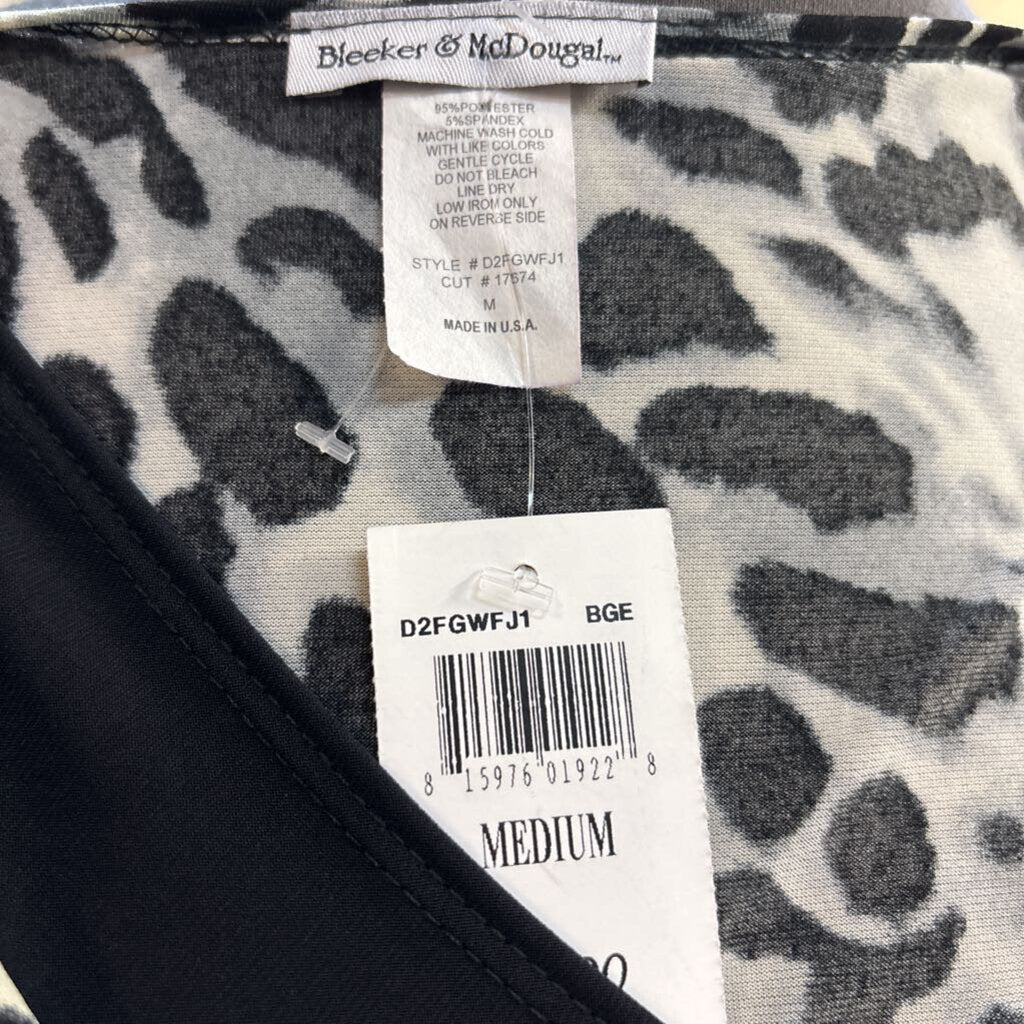 Bleeker & McDougal™
95%POLYESTER
5%SPANDEX
MACHINE WASH COLD
WITH LIKE COLORS
GENTLE CYCLE
DO NOT BLEACH
LINE DRY
LOW IRON ONLY
ON REVERSE SIDE
STYLE # D2FGWFJ1
CUT # 17674
M
MADE IN U.S.A.
D2FGWFJ1 BGE
8 15976 01922 8
MEDIUM